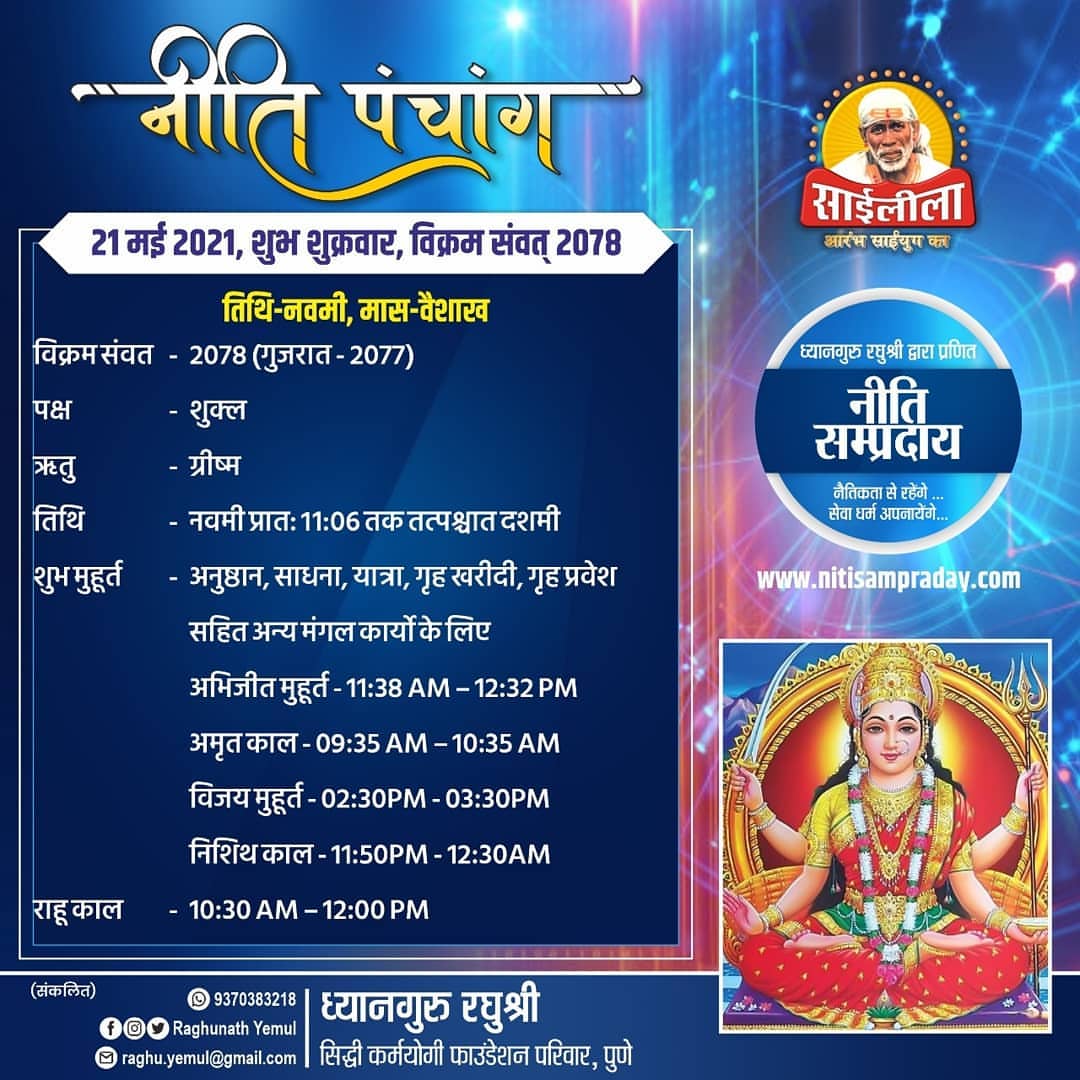 नीति पंचांग
साईलीला
आरंभ साईयुग का
21 मई 2021, शुभ शुक्रवार, विक्रम संवत् 2078
तिथि-नवमी, मास-वैशाख
विक्रम संवत - 2078 (गुजरात - 2077)
पक्ष - शुक्ल
ऋतु - ग्रीष्म
तिथि - नवमी प्रात: 11:06 तक तत्पश्चात दशमी
शुभ मुहूर्त - अनुष्ठान, साधना, यात्रा, गृह खरीदी, गृह प्रवेश
सहित अन्य मंगल कार्यो के लिए
अभिजीत मुहूर्त - 11:38 AM – 12:32 PM
अमृत काल - 09:35 AM – 10:35 AM
विजय मुहूर्त - 02:30PM - 03:30PM
निशिथ काल - 11:50PM - 12:30AM
राहू काल - 10:30 AM – 12:00 PM
ध्यानगुरु रघुश्री द्वारा प्रणित
नीति
सम्प्रदाय
नैतिकता से रहेंगे ...
सेवा धर्म अपनायेंगे...
www.nitisampraday.com
(संकलित)
9370383218
Raghunath Yemul
raghu.yemul@gmail.com
ध्यानगुरु रघुश्री
सिद्धी कर्मयोगी फाउंडेशन परिवार, पुणे